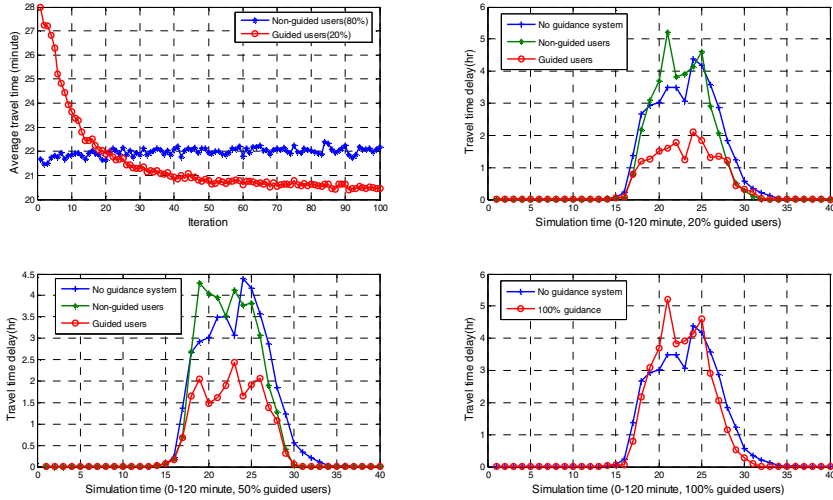 28
27
26
25
24
23
22
21
20
Average travel time (minute)
Non-guided users(80%)
Guided users(20%)
0 10 20 30 40 50 60 70 80 90 100
Iteration
6
5
4
3
2
1
0
Travel time delay(hr)
No guidance system
Non-guided users
Guided users
0 5 10 15 20 25 30 35 40
Simulation time (0-120 minute, 20% guided users)
4.5
4
3.5
3
2.5
2
1.5
1
0.5
0
Travel time delay(hr)
No guidance system
Non-guided users
Guided users
0 5 10 15 20 25 30 35 40
Simulation time (0-120 minute, 50% guided users)
6
5
4
3
2
1
0
Travel time delay(hr)
No guidance system
100% guidance
0 5 10 15 20 25 30 35 40
Simulation time (0-120 minute, 100% guided users)